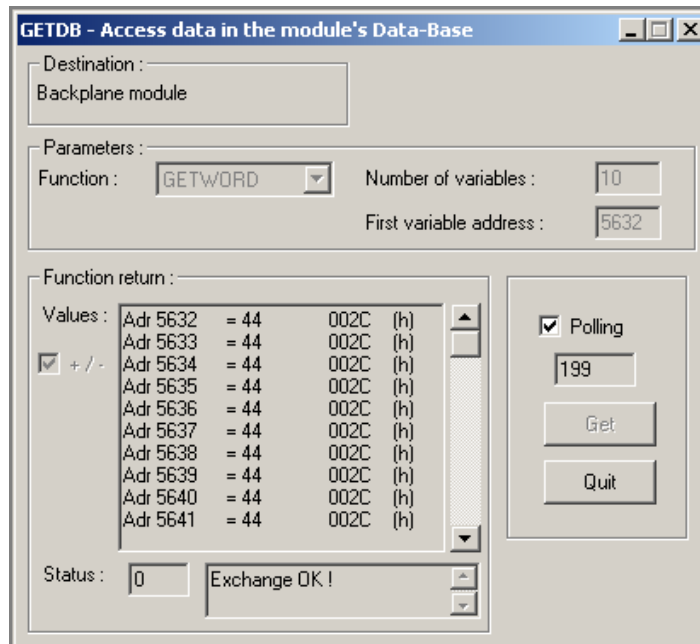 GETDB - Access data in the module's Data-Base
Destination :
Backplane module
Parameters :
Function : GETWORD Number of variables : 10
First variable address : 5632
Function return :
Values :
+ / -
Adr 5632 = 44 002C (h)
Adr 5633 = 44 002C (h)
Adr 5634 = 44 002C (h)
Adr 5635 = 44 002C (h)
Adr 5636 = 44 002C (h)
Adr 5637 = 44 002C (h)
Adr 5638 = 44 002C (h)
Adr 5639 = 44 002C (h)
Adr 5640 = 44 002C (h)
Adr 5641 = 44 002C (h)
Status : 0 Exchange OK !
Polling
199
Get
Quit